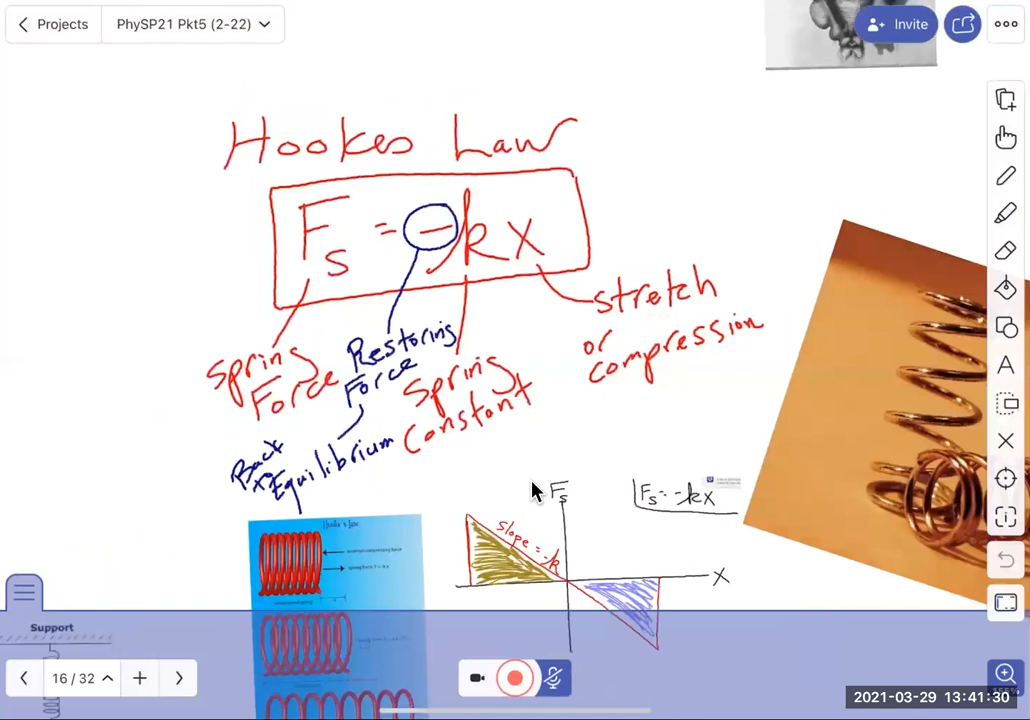 Projects
PhySP21 Pkt5 (2-22)
Invite
Hookes Law
Fs = -kx
stretch
or
compression
Spring
Force
Restoring
Force
Spring
Constant
Back
to
Equilibrium
Hooke's law
Fs
Fs = -kx
slope = -k
X
Support
16 / 32
2021-03-29 13:41:30